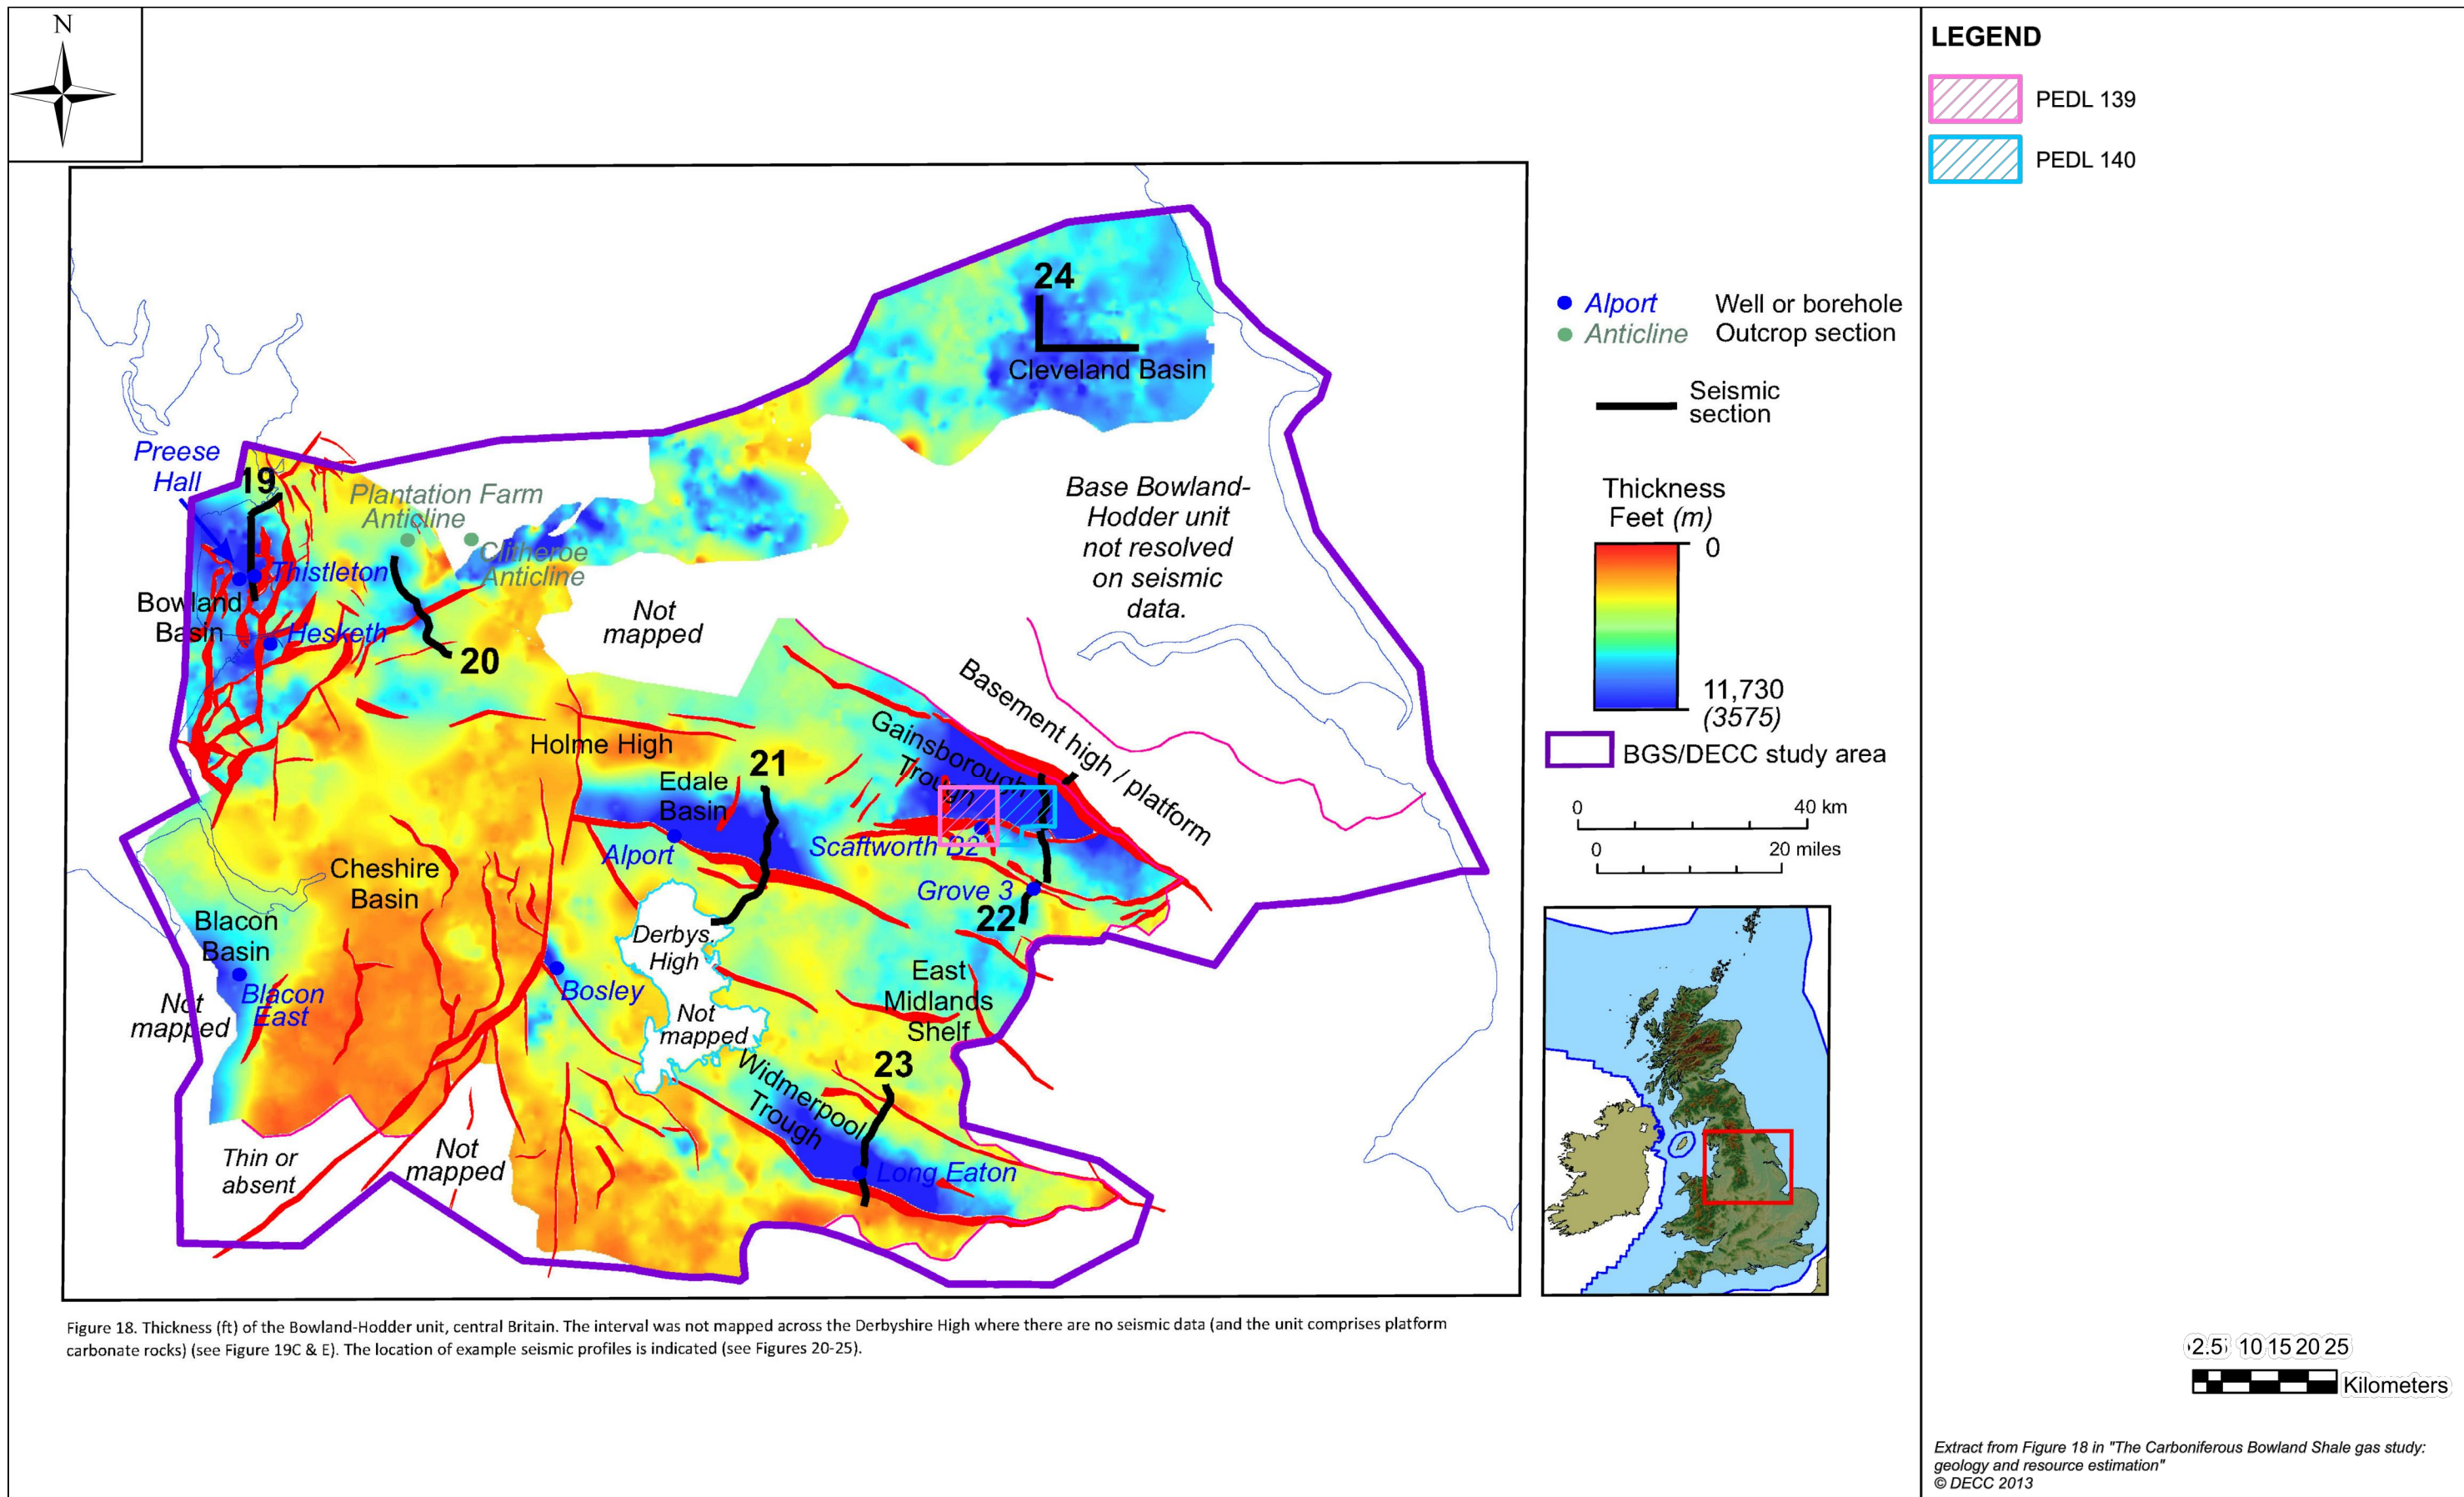 N
LEGEND
PEDL 139
PEDL 140
24
Cleveland Basin
Alport
Well or borehole
Anticline
Outcrop section
Seismic
section
Thickness
Feet (m)
0
11,730
(3575)
BGS/DECC study area
0
40 km
0
20 miles
Preese
Hall
19
Plantation Farm
Anticline
Clitheroe
Anticline
Thistleton
Bowland
Basin
Hesketh
20
Not
mapped
Base Bowland-
Hodder unit
not resolved
on seismic
data.
Basement high / platform
Gainsborough
Trough
Holme High
21
Edale
Basin
Alport
Scaftworth B2
Grove 3
22
Cheshire
Basin
Blacon
Basin
Blacon
East
Not
mapped
Bosley
Derbys.
High
Not
mapped
East
Midlands
Shelf
23
Widmerpool
Trough
Long Eaton
Thin or
absent
Not
mapped
Figure 18. Thickness (ft) of the Bowland-Hodder unit, central Britain. The interval was not mapped across the Derbyshire High where there are no seismic data (and the unit comprises platform
carbonate rocks) (see Figure 19C & E). The location of example seismic profiles is indicated (see Figures 20-25).
10 15 20 25
Kilometers
Extract from Figure 18 in "The Carboniferous Bowland Shale gas study:
geology and resource estimation"
© DECC 2013